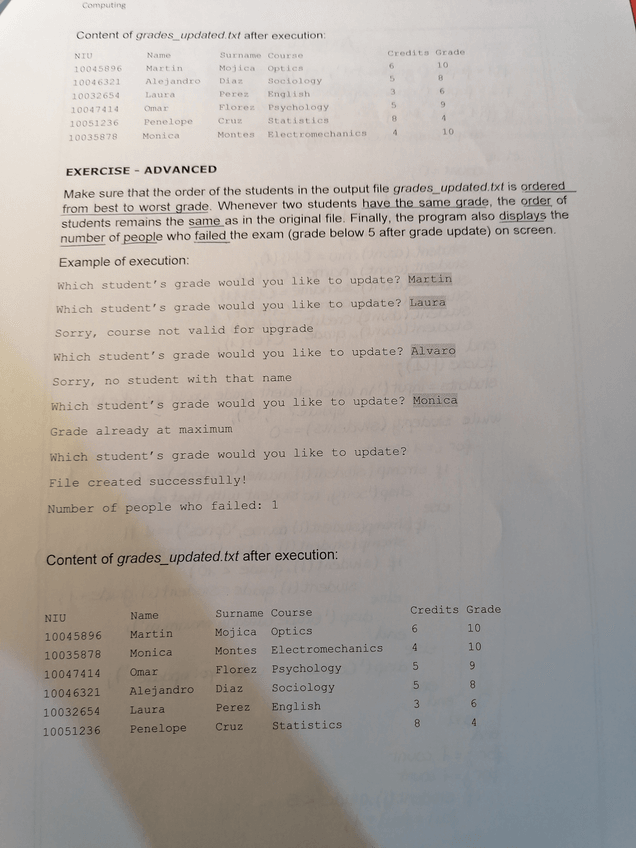 Computing
Content of grades_updated.txt after execution:
NIU Name Surname Course Credits Grade
10045896 Martin Mojica Optics 6 10
10046321 Alejandro Diaz Sociology 5 8
10032654 Laura Perez English 3 6
10047414 Omar Florez Psychology 5 9
10051236 Penelope Cruz Statistics 8 4
10035878 Monica Montes Electromechanics 4 10
EXERCISE - ADVANCED
Make sure that the order of the students in the output file grades_updated.txt is ordered
from best to worst grade. Whenever two students have the same grade, the order of
students remains the same as in the original file. Finally, the program also displays the
number of people who failed the exam (grade below 5 after grade update) on screen.
Example of execution:
Which student's grade would you like to update? Martin
Which student's grade would you like to update? Laura
Sorry, course not valid for upgrade
Which student's grade would you like to update? Alvaro
Sorry, no student with that name
Which student's grade would you like to update? Monica
Grade already at maximum
Which student's grade would you like to update?
File created successfully!
Number of people who failed: 1
Content of grades_updated.txt after execution:
NIU Name Surname Course Credits Grade
10045896 Martin Mojica Optics 6 10
10035878 Monica Montes Electromechanics 4 10
10047414 Omar Florez Psychology 5 9
10046321 Alejandro Diaz Sociology 5 8
10032654 Laura Perez English 3 6
10051236 Penelope Cruz Statistics 8 4